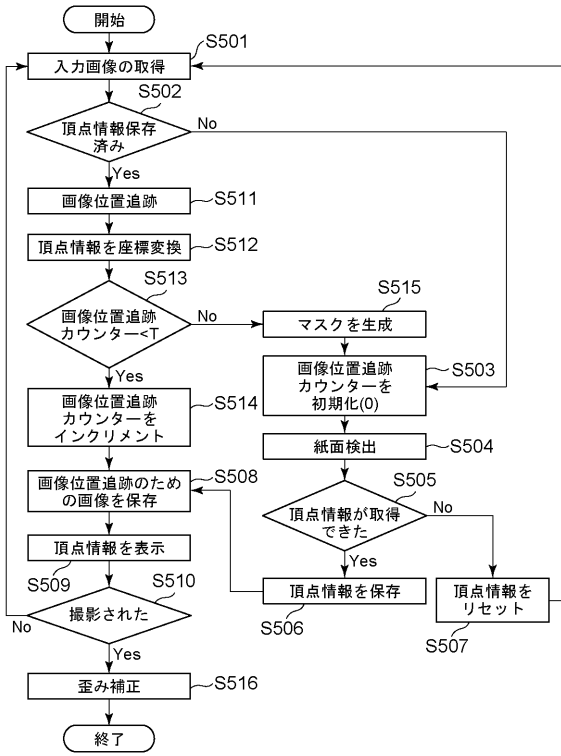 開始
S501
入力画像の取得
S502
頂点情報保存
済み
No
Yes
画像位置追跡
S511
頂点情報を座標変換
S512
S513
画像位置追跡
カウンター<T
No
Yes
S515
マスクを生成
画像位置追跡
カウンターを
初期化(0)
S503
画像位置追跡
カウンターを
インクリメント
S514
紙面検出
S504
画像位置追跡のため
の画像を保存
S508
S505
頂点情報が取得
できた
No
Yes
頂点情報を表示
S509
S510
撮影された
No
Yes
頂点情報を保存
S506
頂点情報を
リセット
S507
歪み補正
S516
終了